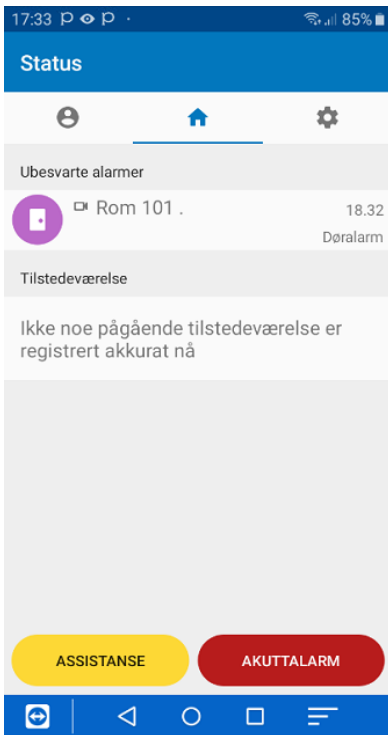 17:33 85%
Status
Ubesvarte alarmer
Rom 101 . 18.32
Døralarm
Tilstedeværelse
Ikke noe pågående tilstedeværelse er
registrert akkurat nå
ASSISTANSE AKUTTALARM